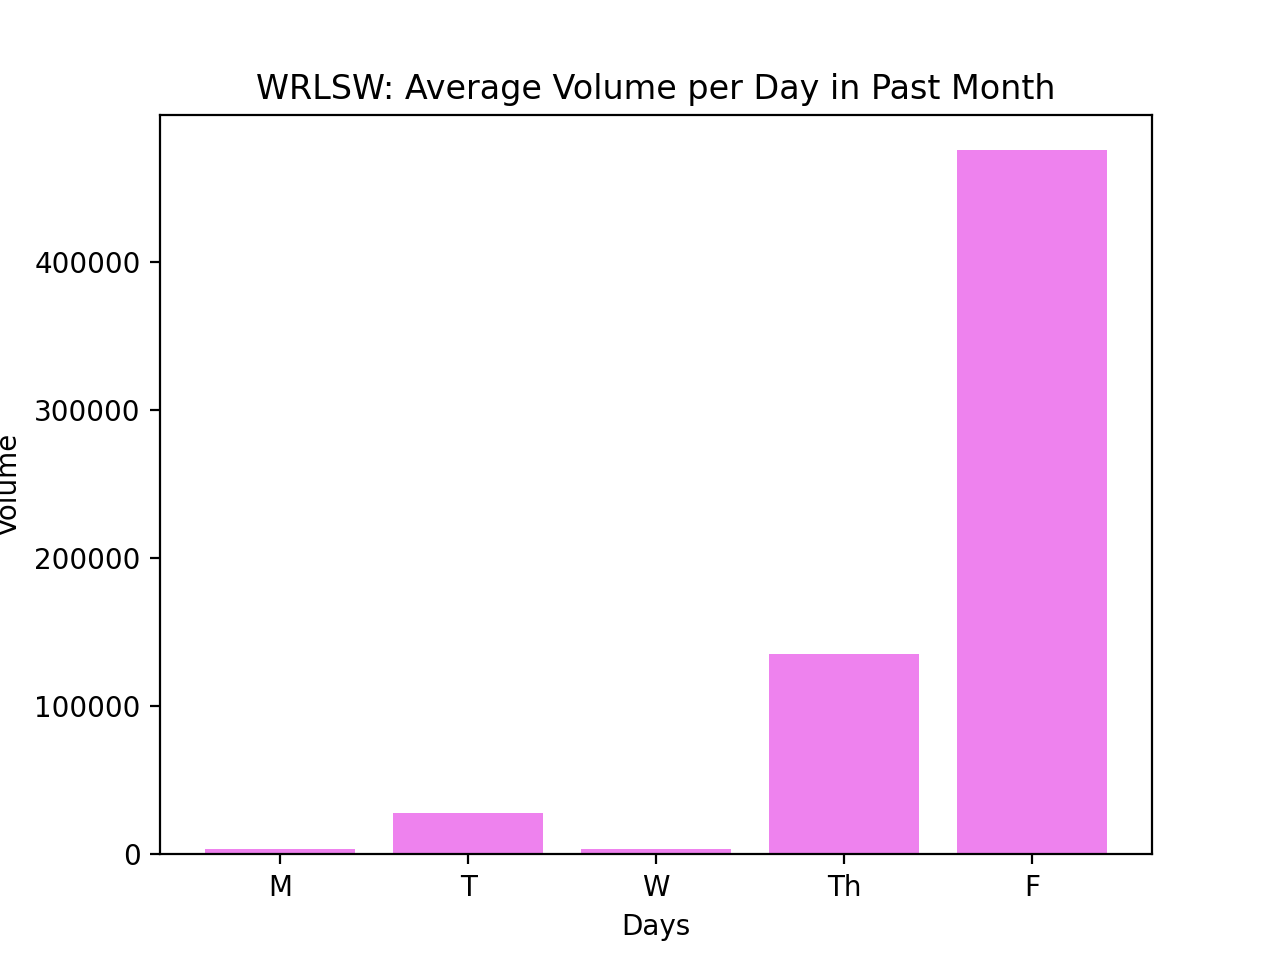 WRLSW: Average Volume per Day in Past Month
Volume
400000
300000
200000
100000
0
M T W Th F
Days